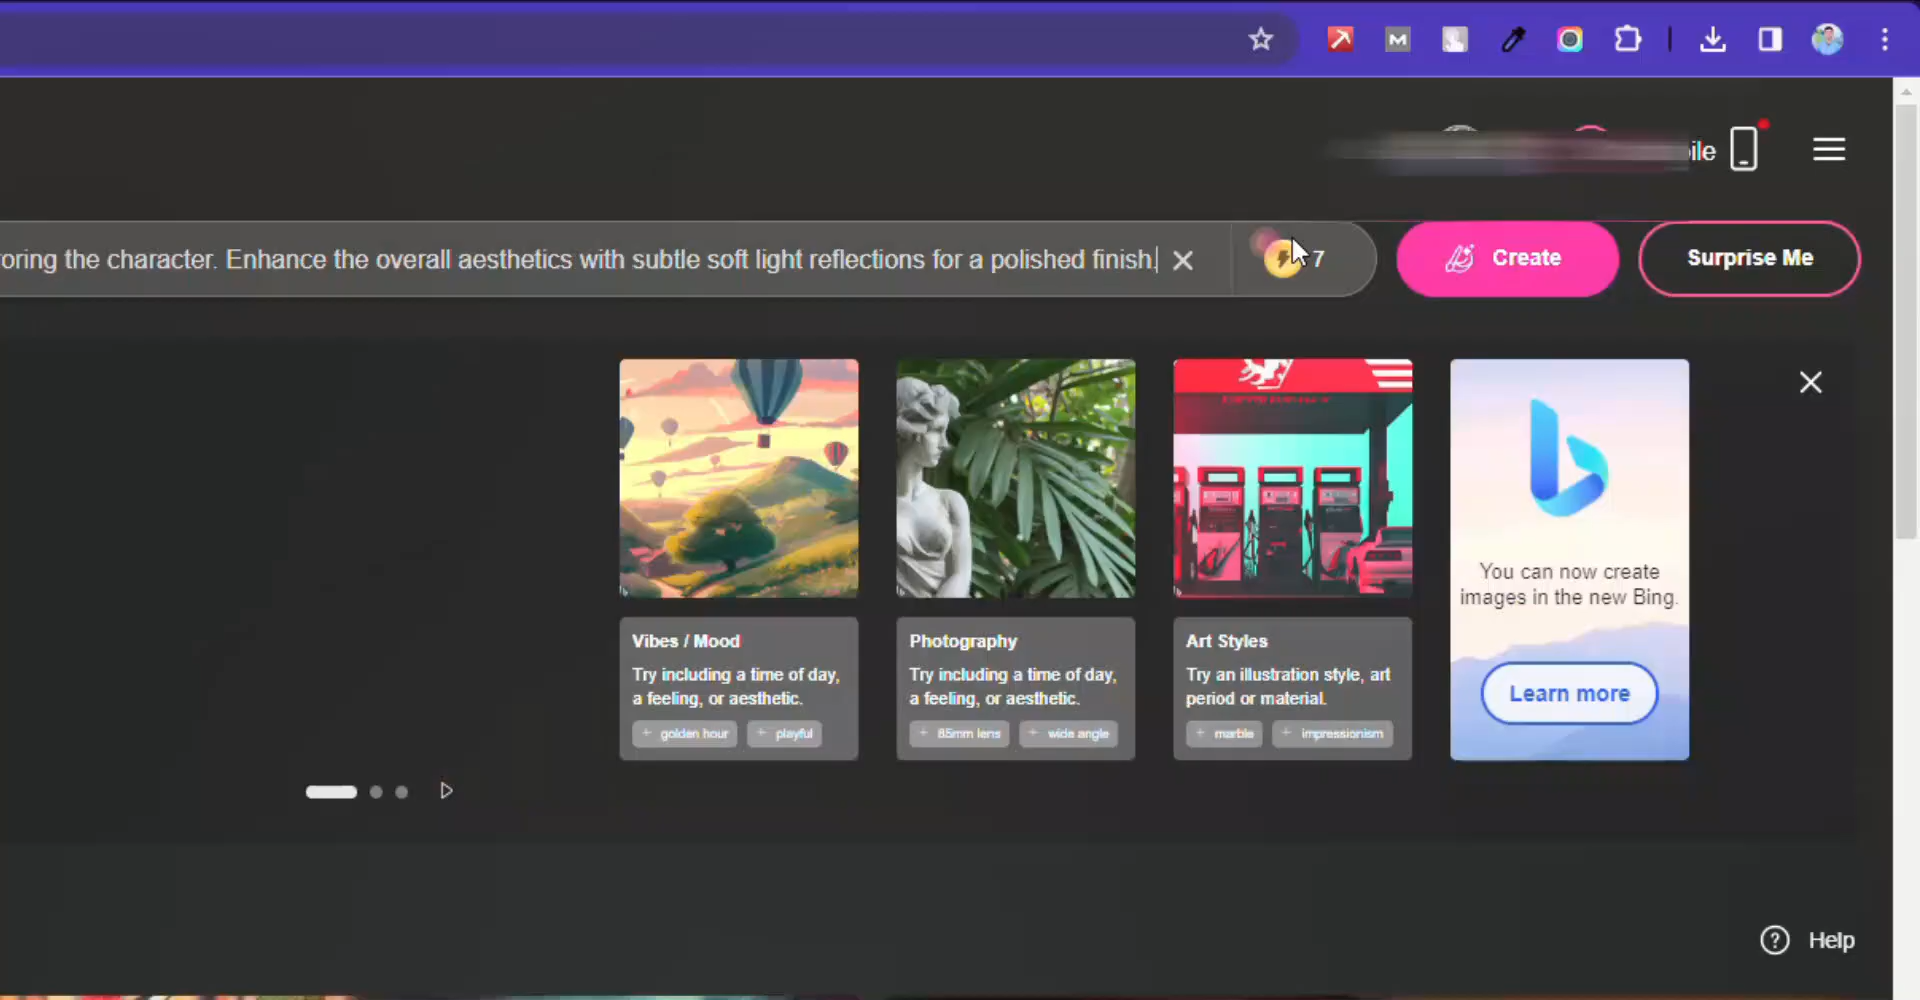 ile
oring the character. Enhance the overall aesthetics with subtle soft light reflections for a polished finish.
7
Create
Surprise Me
You can now create
images in the new Bing.
Learn more
Vibes / Mood
Try including a time of day,
a feeling, or aesthetic.
+ golden hour + playful
Photography
Try including a time of day,
a feeling, or aesthetic.
+ 85mm lens + wide angle
Art Styles
Try an illustration style, art
period or material.
+ marble + impressionism
? Help